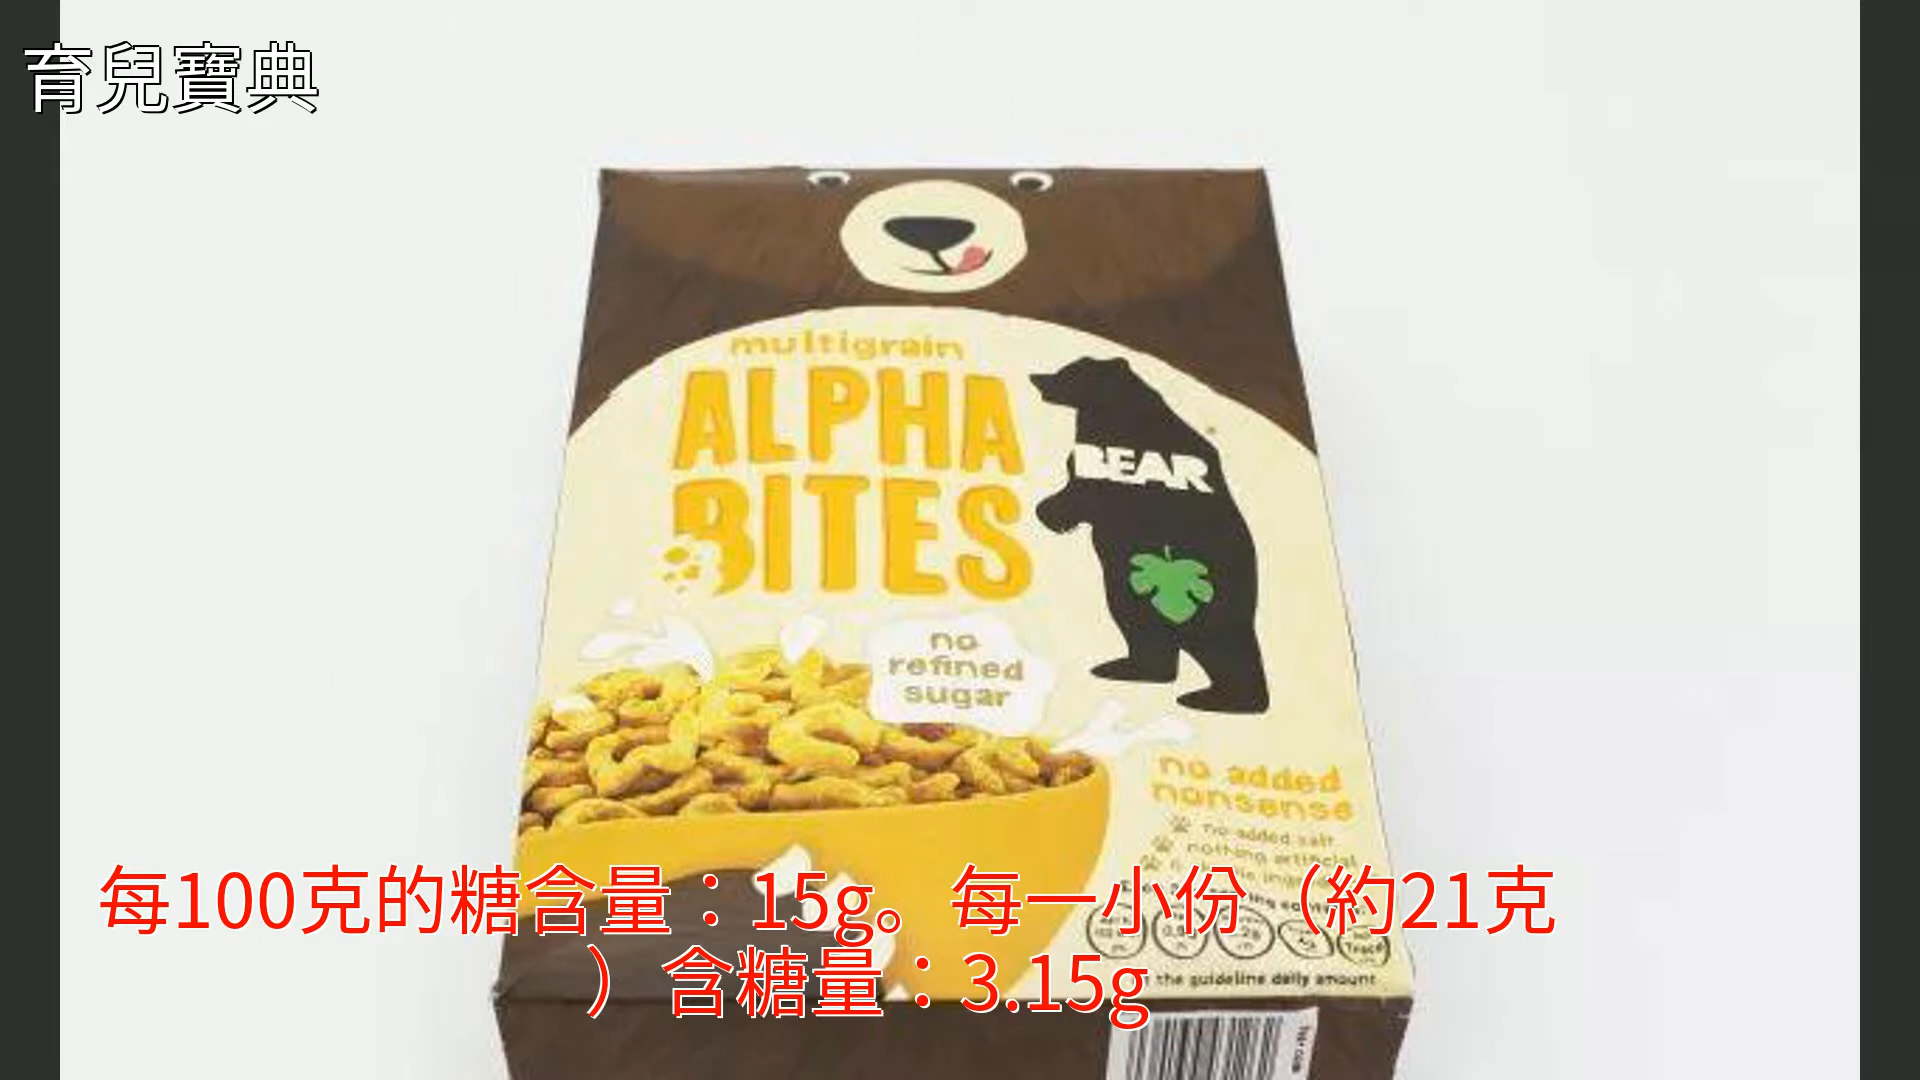 育兒寶典
multigrain
ALPHA
BITES
BEAR
no
refined
sugar
no added
nonsense
no added salt
nothing artificial
每100克的糖含量：15g。每一小份（約21克
）含糖量：3.15g
the guideline daily amount